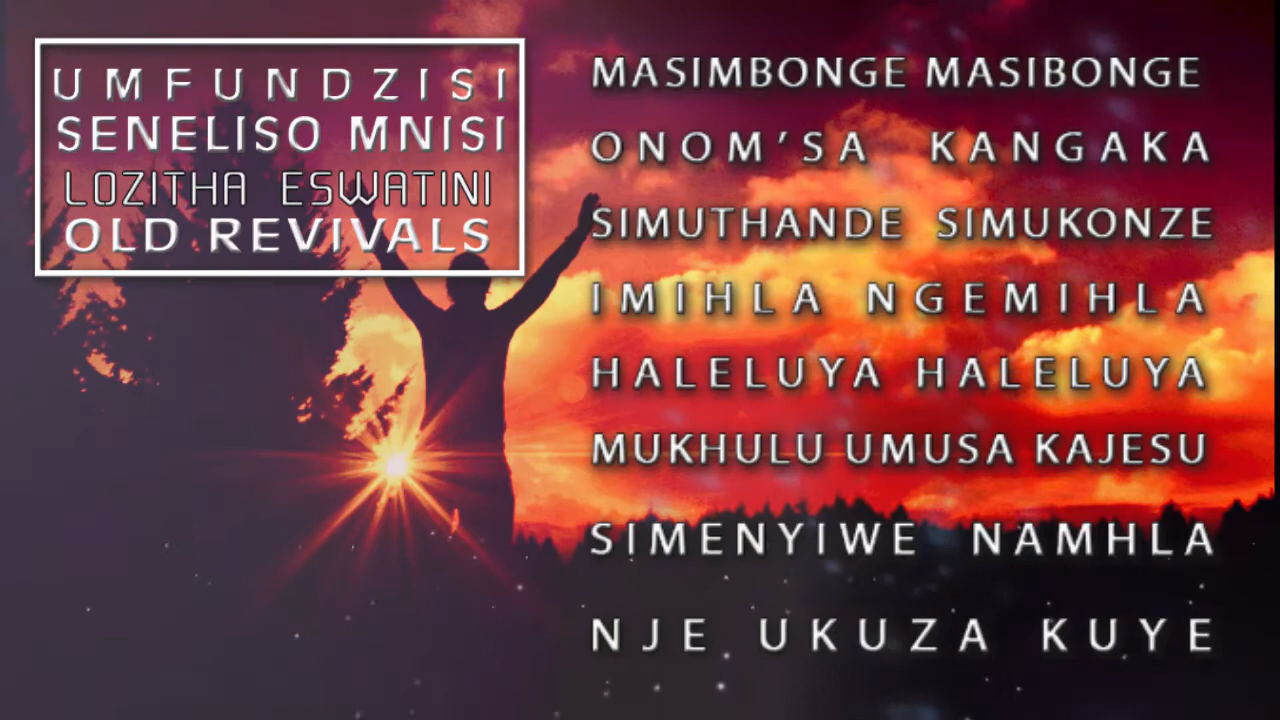 UMFUNDZISI
SENELISO MNISI
LOZITHA ESWATINI
OLD REVIVALS
MASIMBONGE MASIBONGE
ONOM'SA KANGAKA
SIMUTHANDE SIMUKONZE
IMIHLA NGEMIHLA
HALELUYA HALELUYA
MUKHULU UMUSA KAJESU
SIMENYIWE NAMHLA
NJE UKUZA KUYE